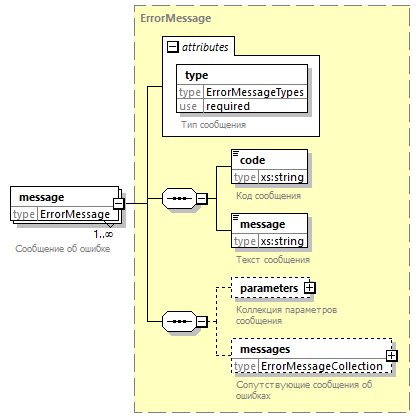 ErrorMessage
attributes
type
type ErrorMessageTypes
use required
Тип сообщения
code
type xs:string
Код сообщения
message
type ErrorMessage
1..∞
Сообщение об ошибке
message
type xs:string
Текст сообщения
parameters
Коллекция параметров
сообщения
messages
type ErrorMessageCollection
Сопутствующие сообщения об
ошибках